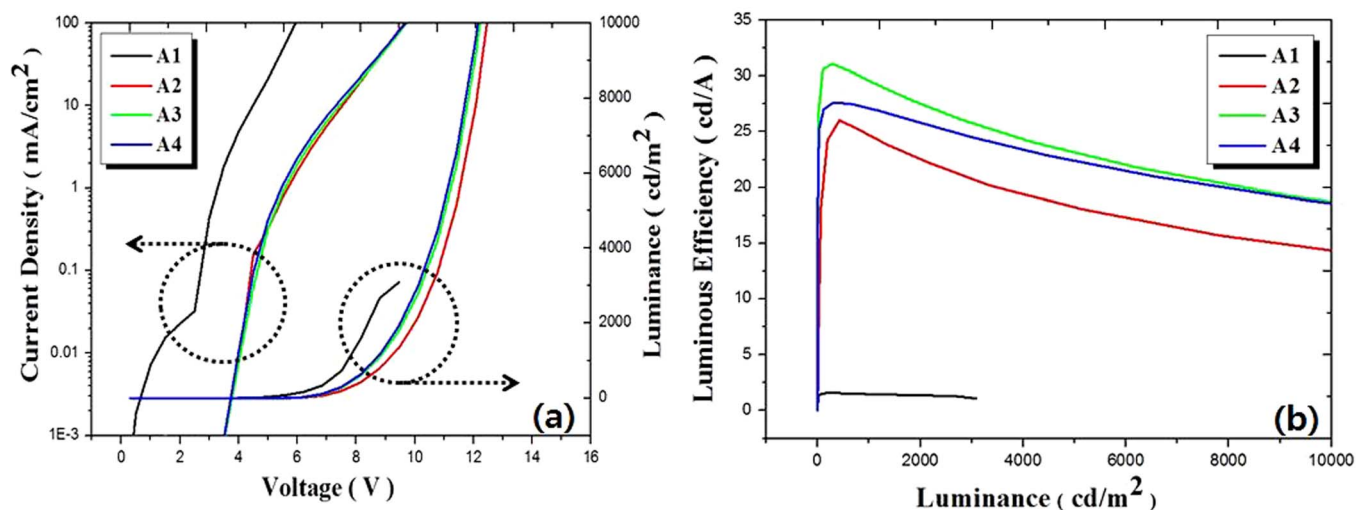 Current Density ( mA/cm²)
100
10
1
0.1
0.01
1E-3
A1
A2
A3
A4
10000
8000
6000
4000
2000
0
-1000
Luminance ( cd/m²)
(a)
0 2 4 6 8 10 12 14 16
Voltage ( V )
Luminous Efficiency ( cd/A)
35
30
25
20
15
10
5
0
A1
A2
A3
A4
(b)
0 2000 4000 6000 8000 10000
Luminance ( cd/m²)